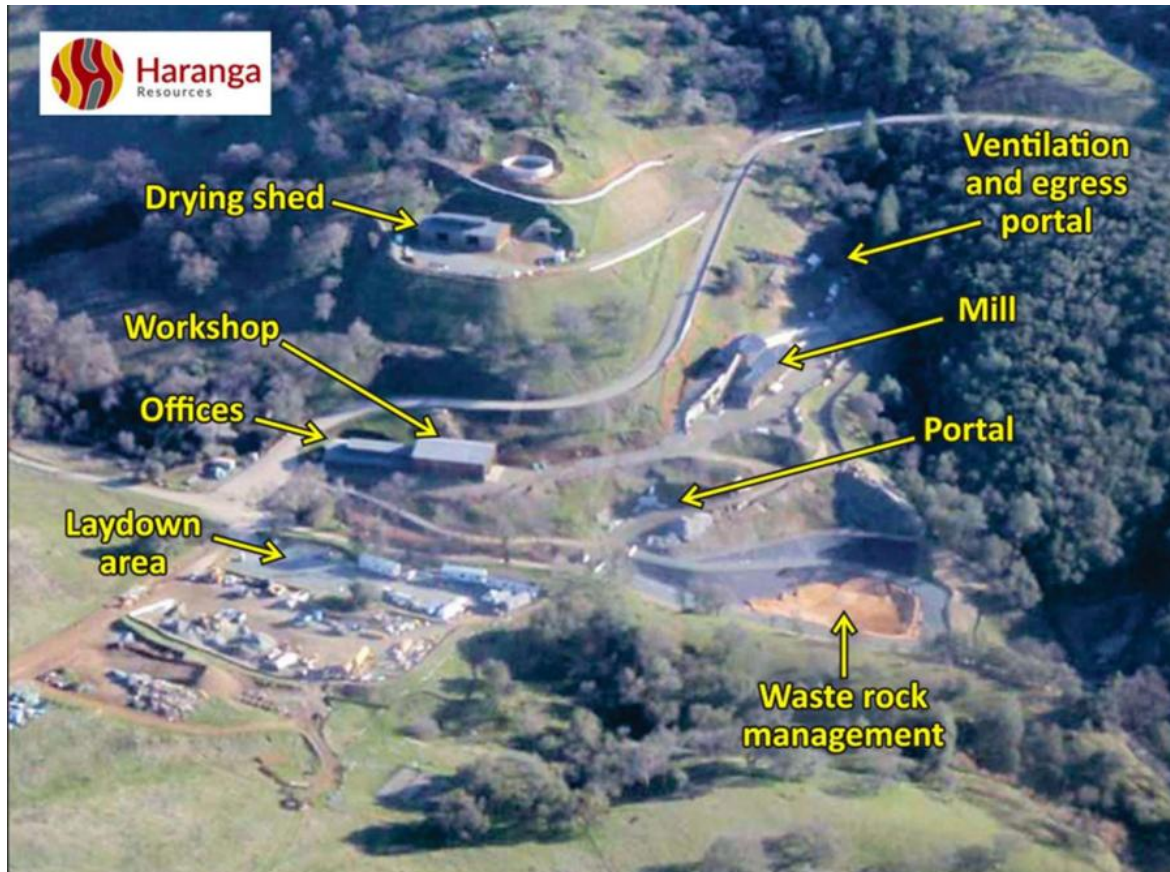 Haranga
Resources
Ventilation
and egress
portal
Drying shed
Workshop
Mill
Offices
Portal
Laydown
area
Waste rock
management